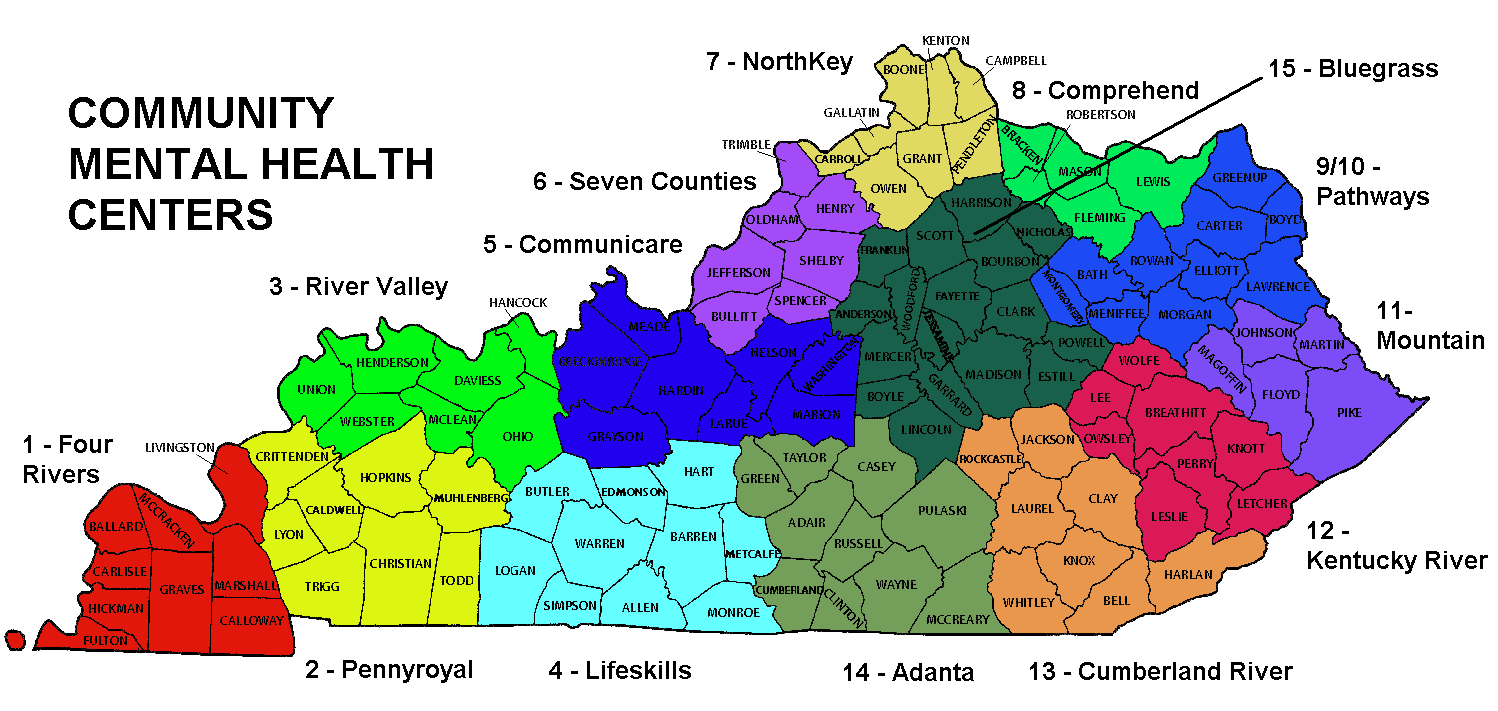 COMMUNITY
MENTAL HEALTH
CENTERS
7 - NorthKey
KENTON
CAMPBELL
BOONE
15 - Bluegrass
8 - Comprehend
GALLATIN
ROBERTSON
TRIMBLE
CARROLL
GRANT
PENDLETON
BRACKEN
MASON
LEWIS
GREENUP
9/10 -
Pathways
6 - Seven Counties
OWEN
HARRISON
HENRY
OLDHAM
FLEMING
CARTER
BOYD
5 - Communicare
SCOTT
NICHOLAS
FRANKLIN
SHELBY
BOURBON
ROWAN
ELLIOTT
BATH
JEFFERSON
3 - River Valley
WOODFORD
FAYETTE
MONTGOMERY
LAWRENCE
HANCOCK
SPENCER
BULLITT
ANDERSON
CLARK
MENIFFEE
MORGAN
11-
Mountain
MEADE
JESSAMINE
POWELL
JOHNSON
MARTIN
NELSON
WASHINGTON
MERCER
WOLFE
MAGOFFIN
HENDERSON
DAVIESS
UNION
HARDIN
MADISON
ESTILL
GARRARD
BOYLE
LEE
FLOYD
BREATHITT
PIKE
WEBSTER
MCLEAN
LARUE
MARION
LINCOLN
OHIO
GRAYSON
JACKSON
OWSLEY
KNOTT
1 - Four
Rivers
LIVINGSTON
CRITTENDEN
HOPKINS
MUHLENBERG
BUTLER
EDMONSON
HART
GREEN
TAYLOR
CASEY
ROCKCASTLE
PERRY
CLAY
LETCHER
BALLARD
MCCRACKEN
CALDWELL
LYON
WARREN
BARREN
METCALFE
ADAIR
RUSSELL
PULASKI
LAUREL
LESLIE
12 -
Kentucky River
CARLISLE
GRAVES
MARSHALL
TRIGG
CHRISTIAN
TODD
LOGAN
KNOX
HARLAN
HICKMAN
CALLOWAY
SIMPSON
ALLEN
MONROE
CUMBERLAND
CLINTON
WAYNE
MCCREARY
WHITLEY
BELL
FULTON
2 - Pennyroyal
4 - Lifeskills
14 - Adanta
13 - Cumberland River